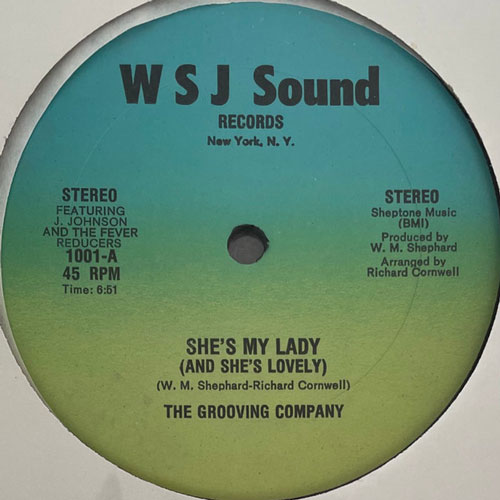 W S J Sound
RECORDS
New York, N. Y.
STEREO
FEATURING
J. JOHNSON
AND THE FEVER
REDUCERS
1001-A
45 RPM
Time: 6:51
STEREO
Sheptone Music
(BMI)
Produced by
W. M. Shephard
Arranged by
Richard Cornwell
SHE'S MY LADY
(AND SHE'S LOVELY)
(W. M. Shephard-Richard Cornwell)
THE GROOVING COMPANY